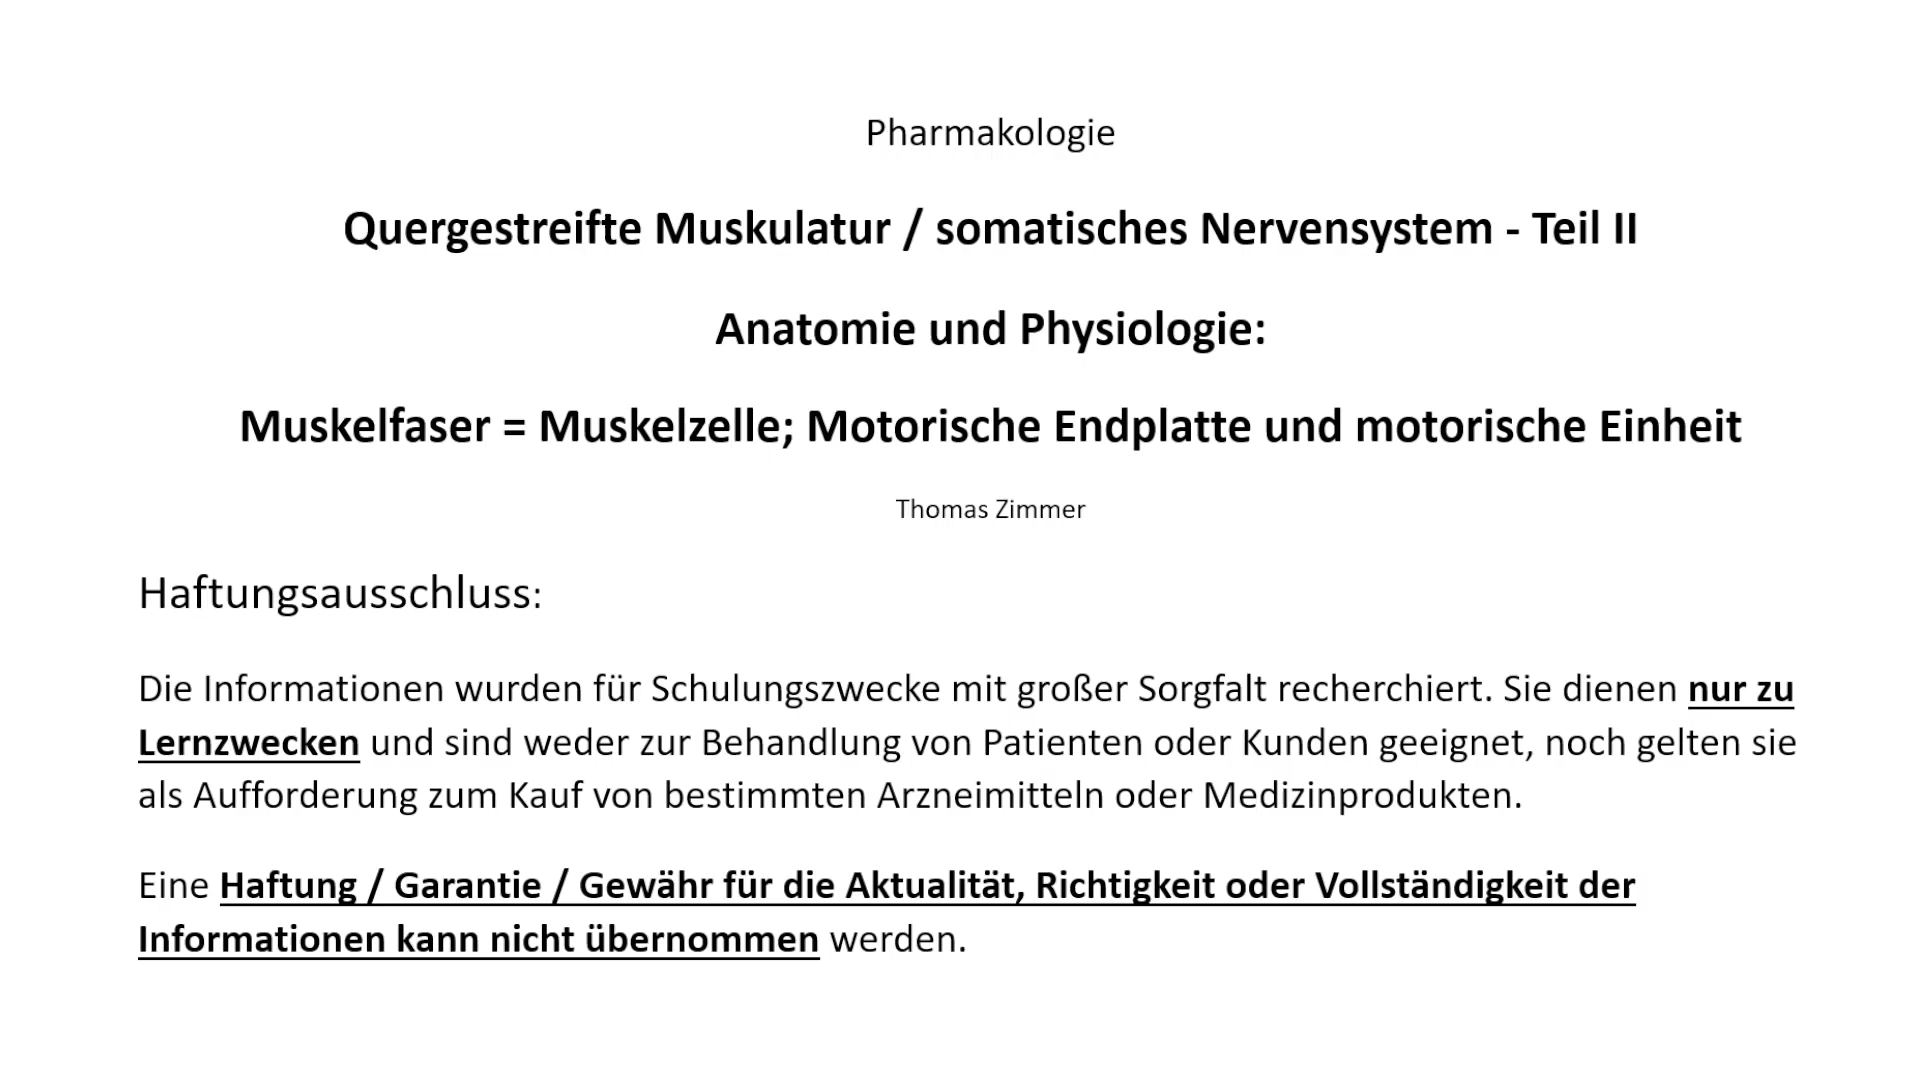 Pharmakologie
Quergestreifte Muskulatur / somatisches Nervensystem - Teil II
Anatomie und Physiologie:
Muskelfaser = Muskelzelle; Motorische Endplatte und motorische Einheit
Thomas Zimmer
Haftungsausschluss:
Die Informationen wurden für Schulungszwecke mit großer Sorgfalt recherchiert. Sie dienen nur zu
Lernzwecken und sind weder zur Behandlung von Patienten oder Kunden geeignet, noch gelten sie
als Aufforderung zum Kauf von bestimmten Arzneimitteln oder Medizinprodukten.
Eine Haftung / Garantie / Gewähr für die Aktualität, Richtigkeit oder Vollständigkeit der
Informationen kann nicht übernommen werden.